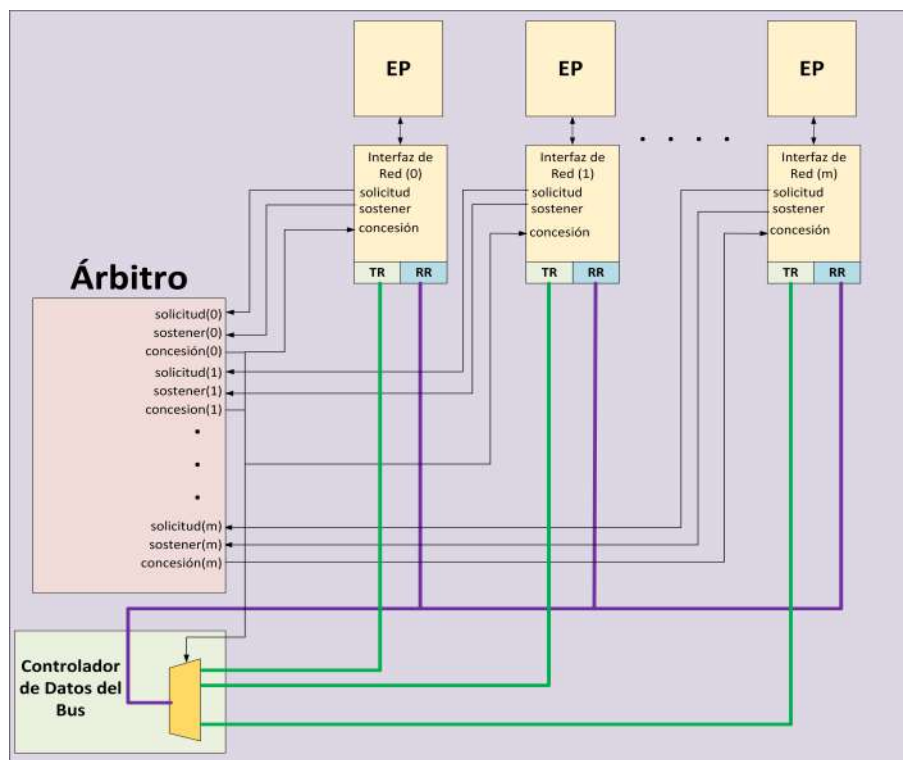 EP
EP
EP
Interfaz de
Red (0)
solicitud
sostener
concesión
TR
RR
Interfaz de
Red (1)
solicitud
sostener
concesión
TR
RR
Interfaz de
Red (m)
solicitud
sostener
concesión
TR
RR
Árbitro
solicitud(0)
sostener(0)
concesión(0)
solicitud(1)
sostener(1)
concesion(1)
solicitud(m)
sostener(m)
concesión(m)
Controlador
de Datos del
Bus